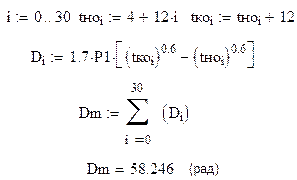 i := 0.. 30 tно_i := 4 + 12·i tко_i := tно_i + 12
D_i := 1.7·P1·[(tко_i)^0.6 − (tно_i)^0.6]
30
Dm := ∑ (D_i)
i = 0
Dm = 58.246 (рад)